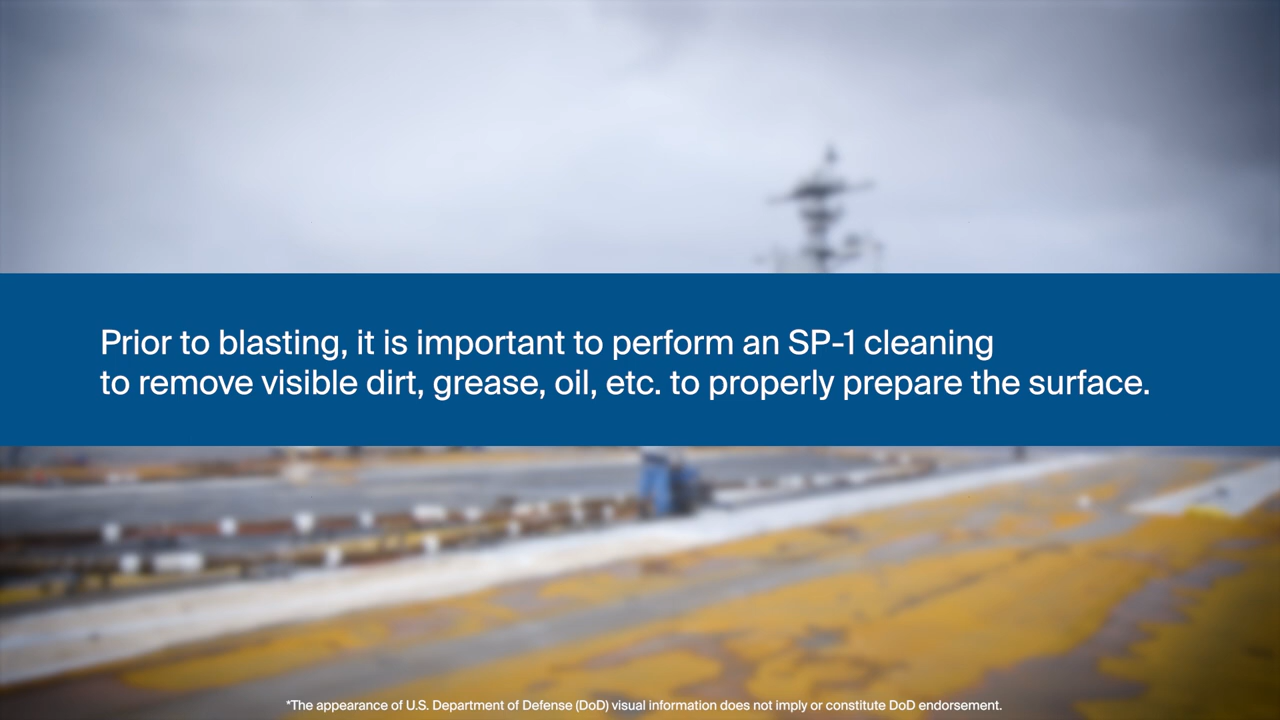 Prior to blasting, it is important to perform an SP-1 cleaning
to remove visible dirt, grease, oil, etc. to properly prepare the surface.
*The appearance of U.S. Department of Defense (DoD) visual information does not imply or constitute DoD endorsement.